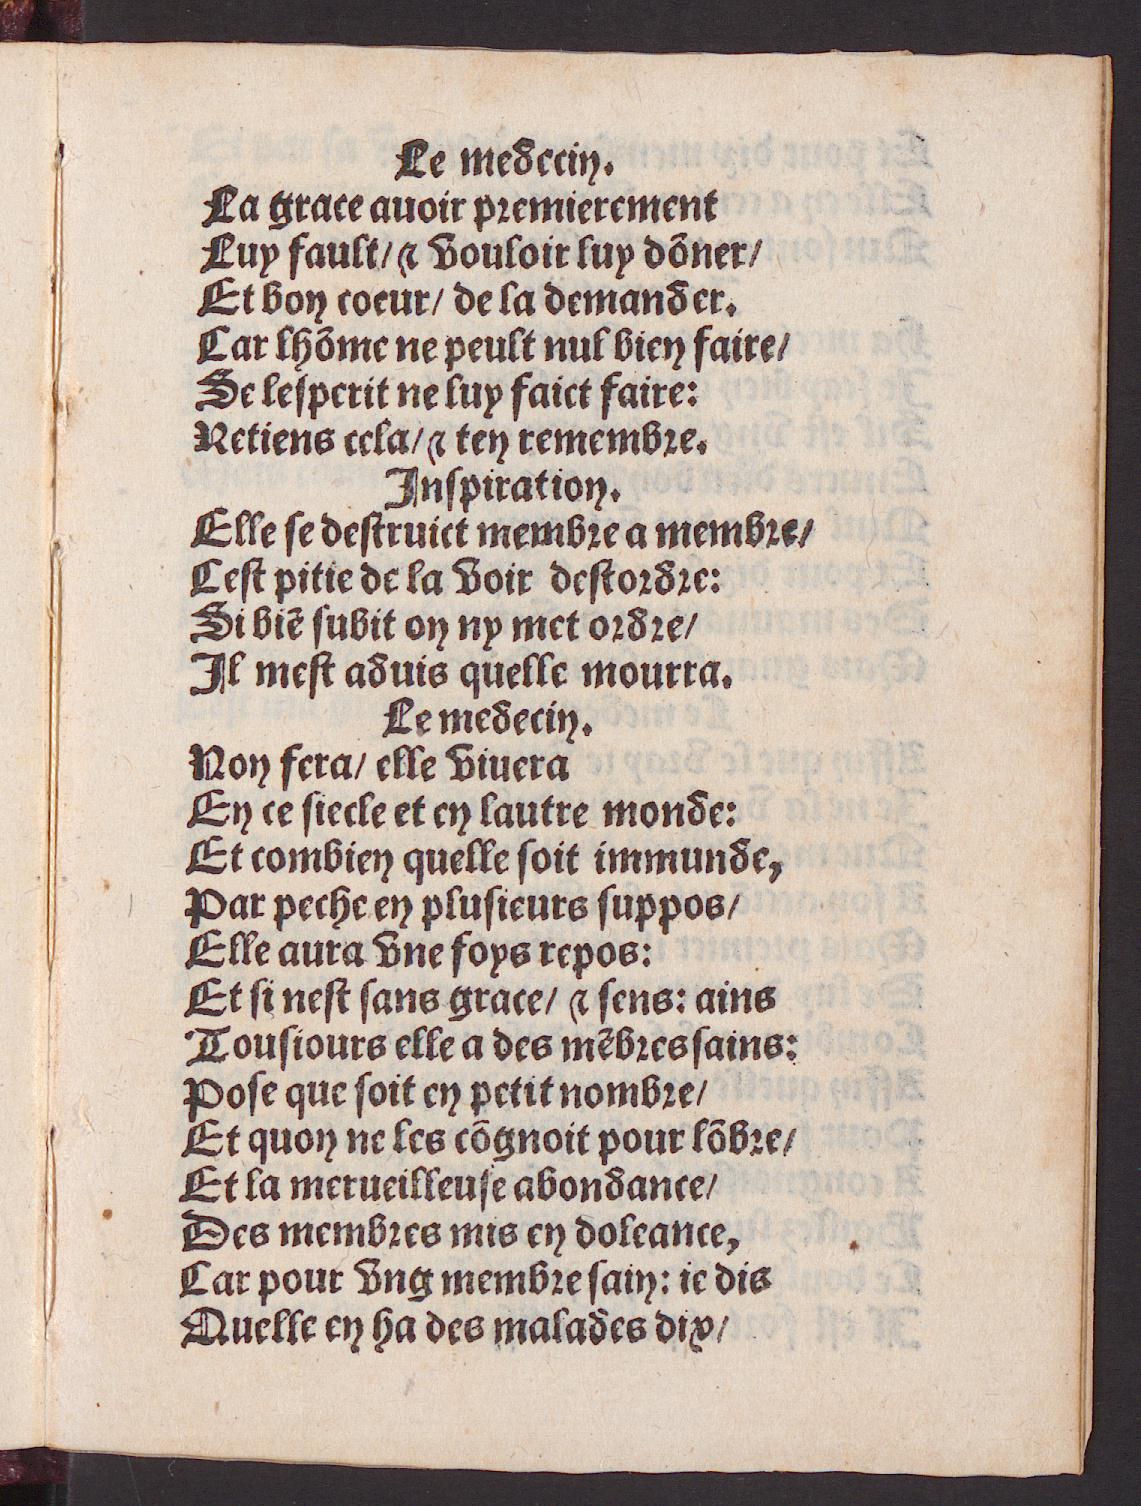 Le medecin.
La grace auoir premierement
Luy fault/ ⁊ vouloir luy dõner/
Et bon coeur/ de la demander.
Car lhõme ne peult nul bien faire/
Se lesperit ne luy faict faire:
Retiens cela/ ⁊ ten remembre.
Inspiration.
Elle se destruict membre a membre/
Cest pitie de la voir destordre:
Si biẽ subit on ny met ordre/
Il mest aduis quelle mourra.
Le medecin.
Non fera/ elle viuera
En ce siecle et en lautre monde:
Et combien quelle soit immunde,
Par peche en plusieurs suppos/
Elle aura vne foys repos:
Et si nest sans grace/ ⁊ sens: ains
Tousiours elle a des mẽbres sains:
Pose que soit en petit nombre/
Et quon ne les cõgnoit pour lõbre/
Et la merueilleuse abondance/
Des membres mis en doleance,
Car pour vng membre sain: ie dis
Quelle en ha des malades dix/